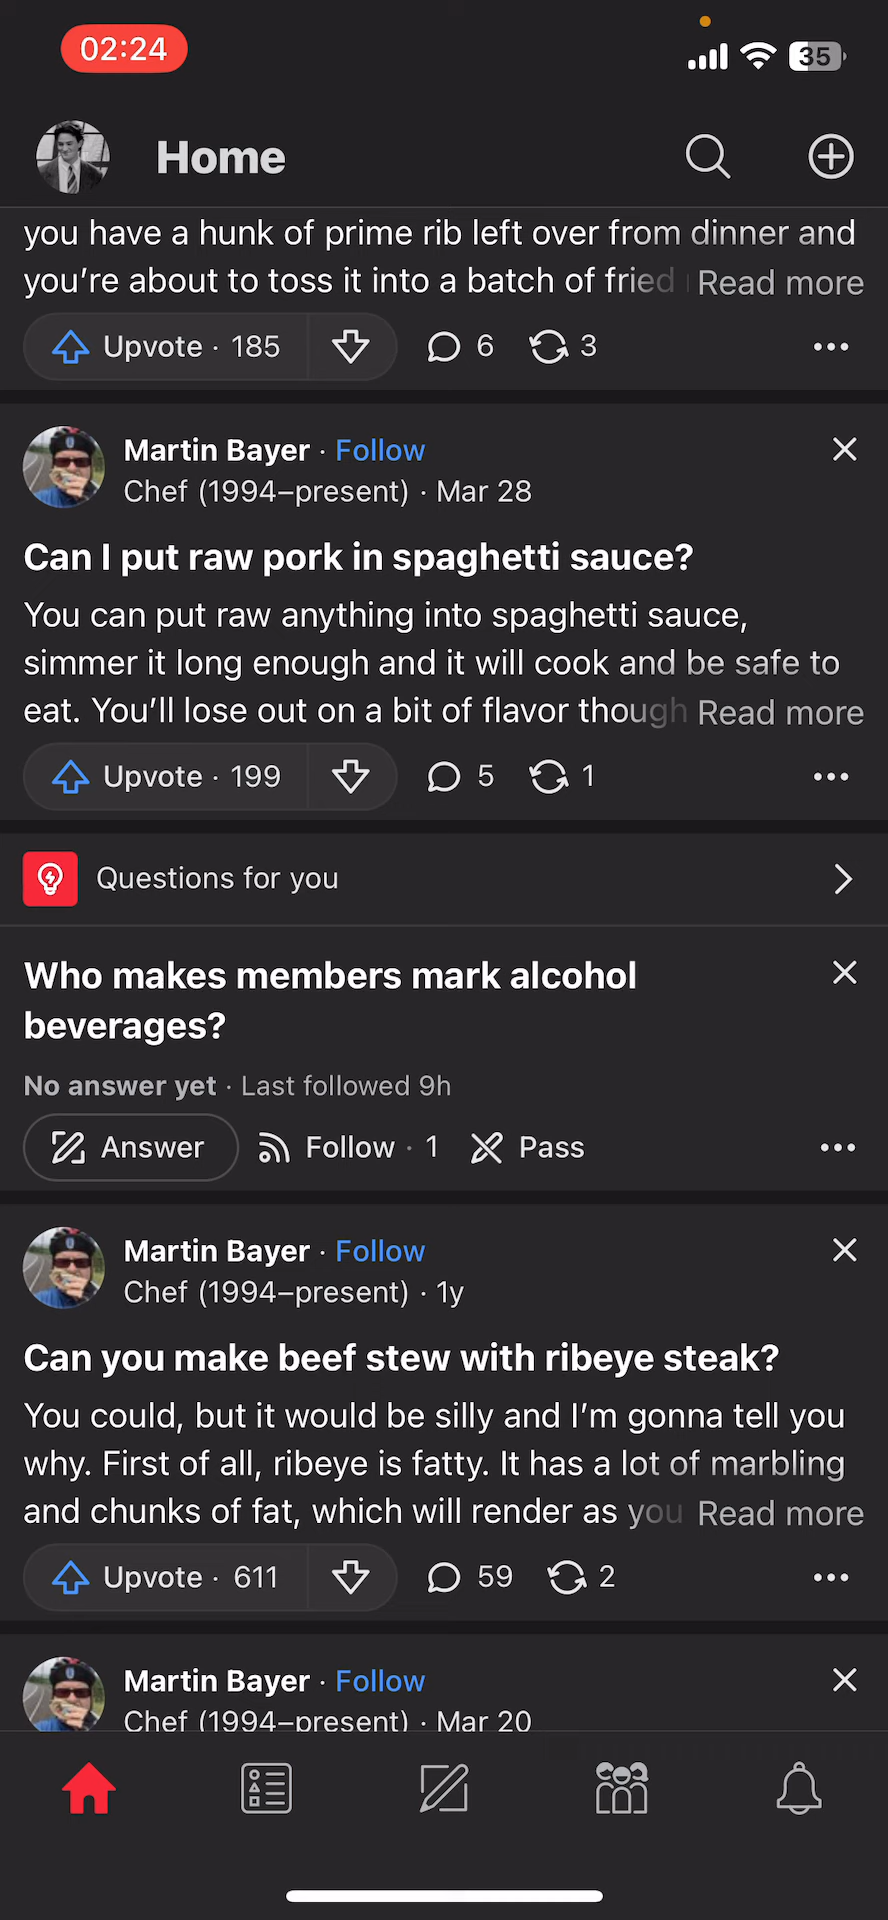 02:24
35
Home
you have a hunk of prime rib left over from dinner and
you're about to toss it into a batch of fried Read more
Upvote · 185
6
3
Martin Bayer · Follow
Chef (1994–present) · Mar 28
Can I put raw pork in spaghetti sauce?
You can put raw anything into spaghetti sauce,
simmer it long enough and it will cook and be safe to
eat. You'll lose out on a bit of flavor though Read more
Upvote · 199
5
1
Questions for you
Who makes members mark alcohol
beverages?
No answer yet · Last followed 9h
Answer
Follow · 1
Pass
Martin Bayer · Follow
Chef (1994–present) · 1y
Can you make beef stew with ribeye steak?
You could, but it would be silly and I'm gonna tell you
why. First of all, ribeye is fatty. It has a lot of marbling
and chunks of fat, which will render as you Read more
Upvote · 611
59
2
Martin Bayer · Follow
Chef (1994–present) · Mar 20